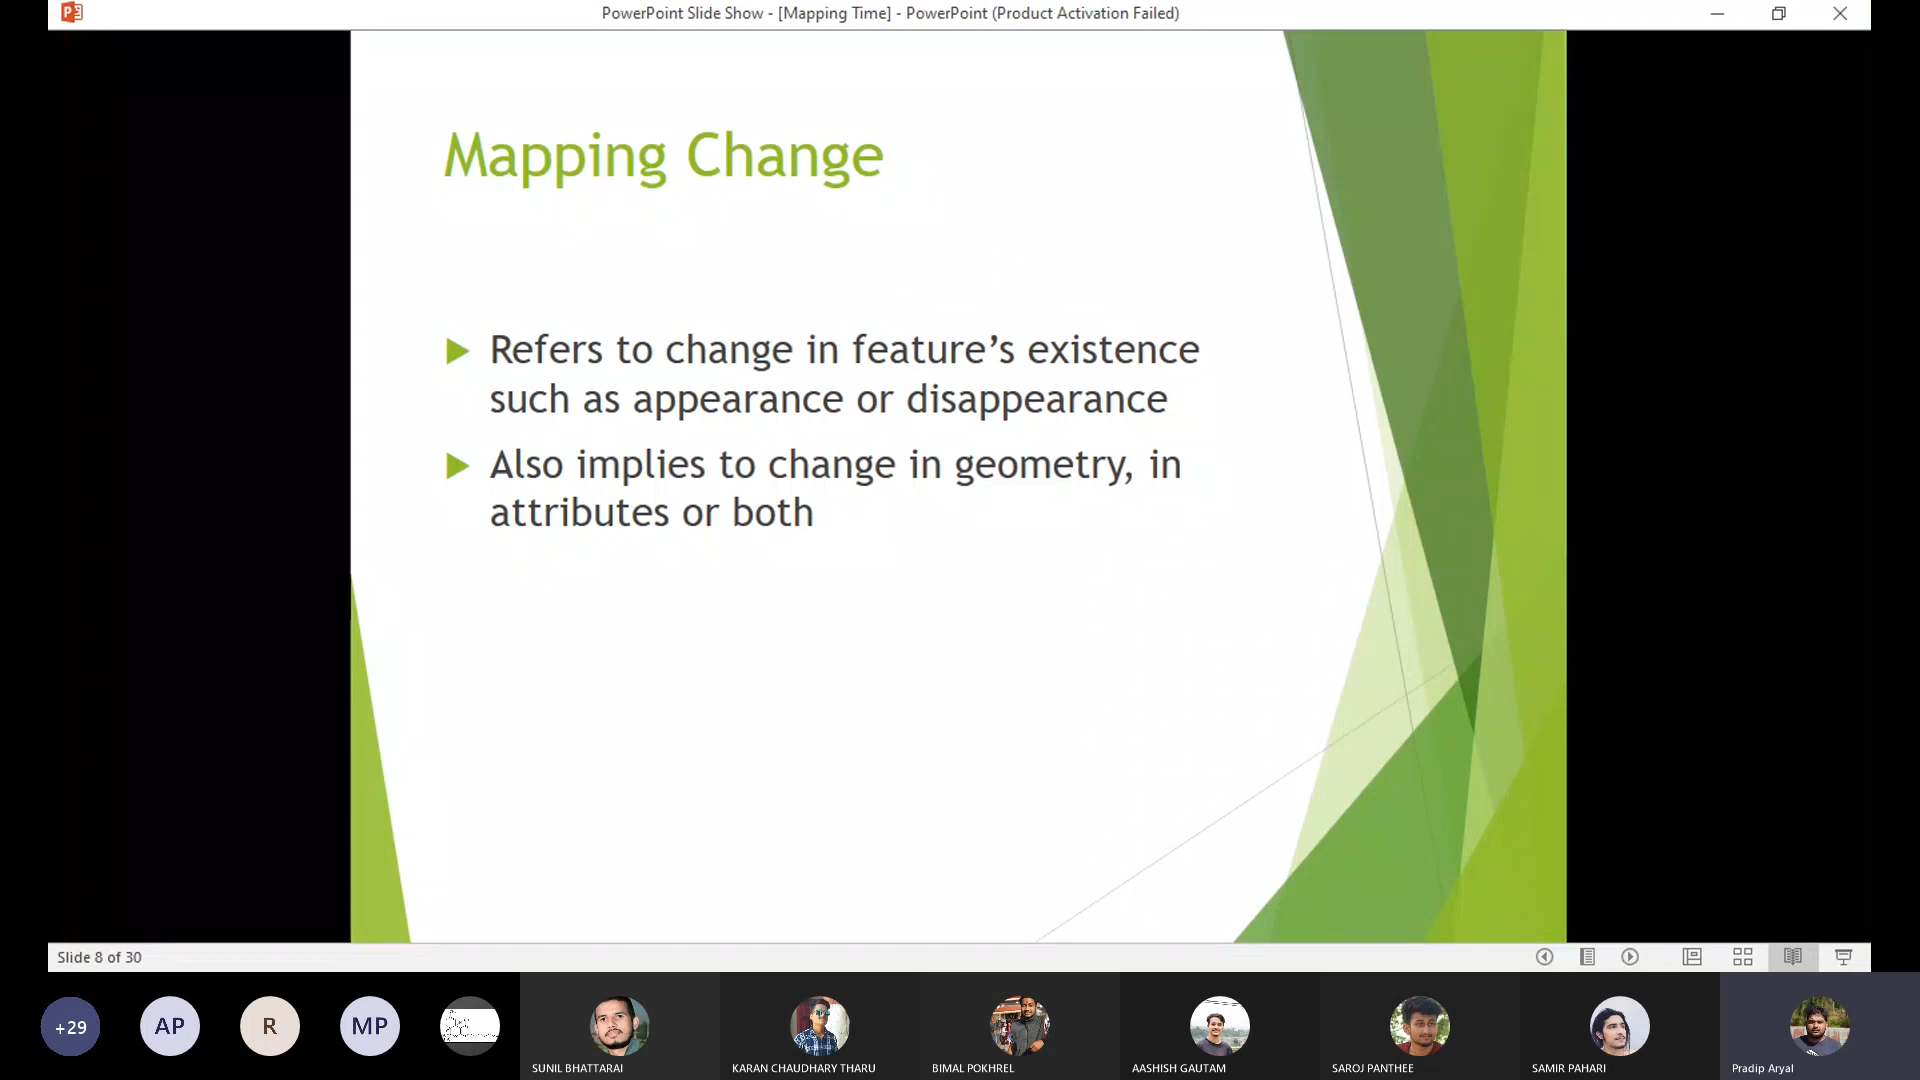 PowerPoint Slide Show - [Mapping Time] - PowerPoint (Product Activation Failed)
Mapping Change
Refers to change in feature’s existence
such as appearance or disappearance
Also implies to change in geometry, in
attributes or both
Slide 8 of 30
+29
AP
R
MP
SUNIL BHATTARAI
KARAN CHAUDHARY THARU
BIMAL POKHREL
AASHISH GAUTAM
SAROJ PANTHEE
SAMIR PAHARI
Pradip Aryal